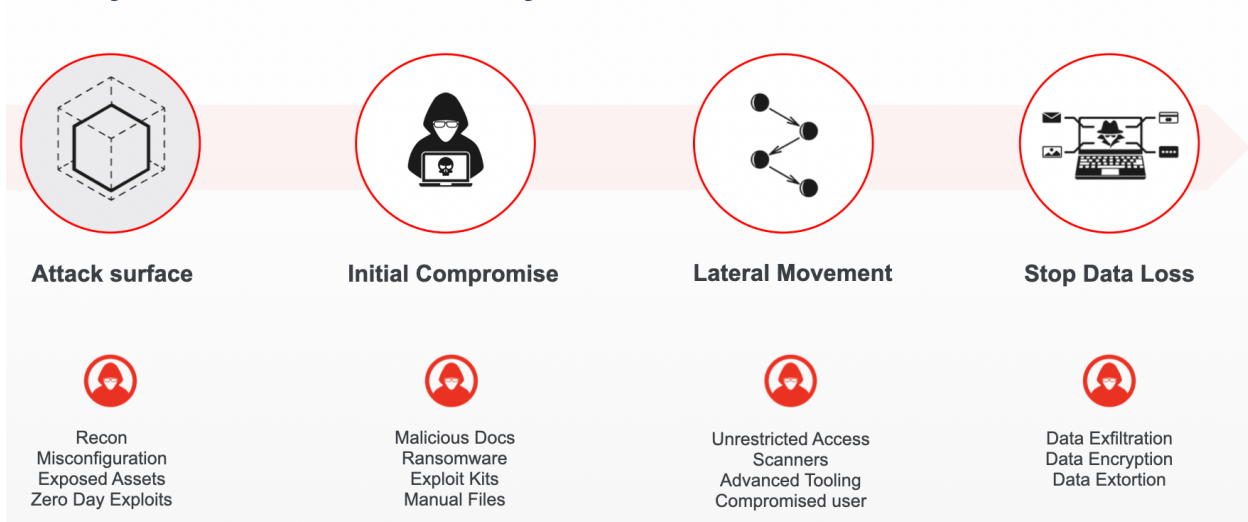 Attack surface
Initial Compromise
Lateral Movement
Stop Data Loss
Recon
Misconfiguration
Exposed Assets
Zero Day Exploits
Malicious Docs
Ransomware
Exploit Kits
Manual Files
Unrestricted Access
Scanners
Advanced Tooling
Compromised user
Data Exfiltration
Data Encryption
Data Extortion